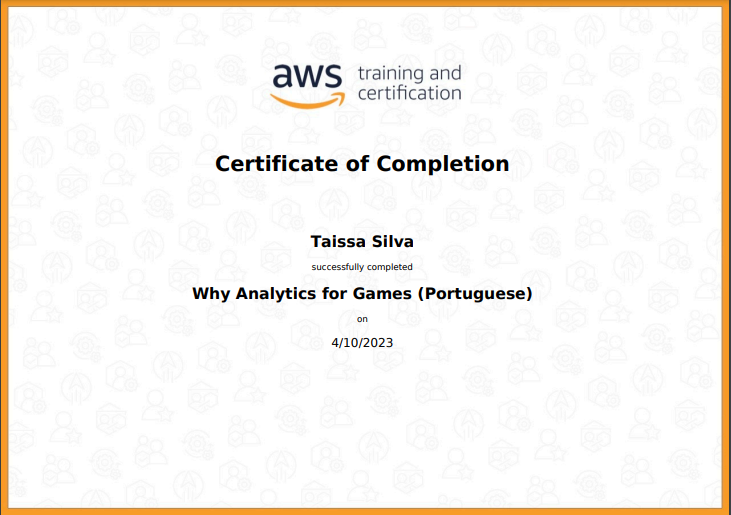 aws training and
certification
Certificate of Completion
Taissa Silva
successfully completed
Why Analytics for Games (Portuguese)
on
4/10/2023